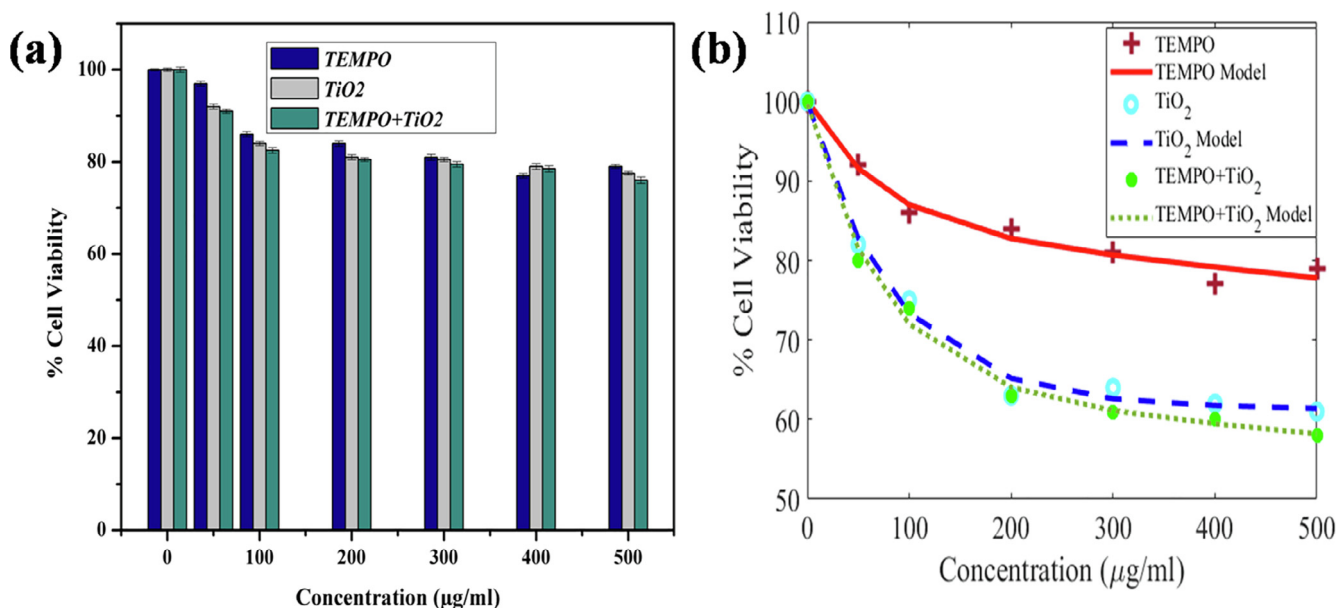 (a)
% Cell Viability
100
80
60
40
20
0
TEMPO
TiO2
TEMPO+TiO2
0
100
200
300
400
500
Concentration (µg/ml)
(b)
% Cell Viability
110
100
90
80
70
60
50
TEMPO
TEMPO Model
TiO2
TiO2 Model
TEMPO+TiO2
TEMPO+TiO2 Model
0
100
200
300
400
500
Concentration (µg/ml)